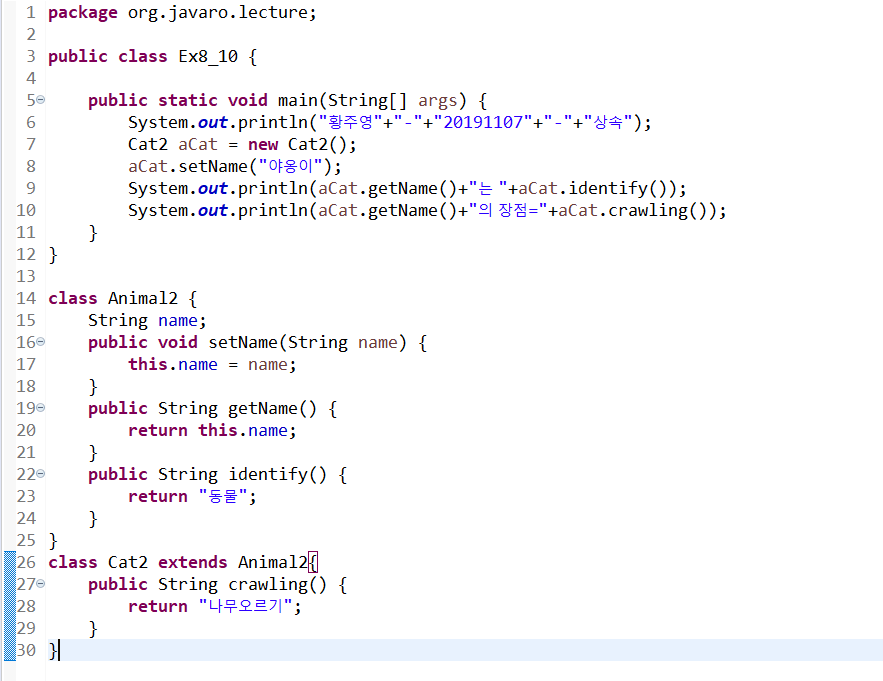 1 package org.javaro.lecture;
2
3 public class Ex8_10 {
4
5 public static void main(String[] args) {
6 System.out.println("황주영"+"-"+"20191107"+"-"+"상속");
7 Cat2 aCat = new Cat2();
8 aCat.setName("야옹이");
9 System.out.println(aCat.getName()+"는 "+aCat.identify());
10 System.out.println(aCat.getName()+"의 장점="+aCat.crawling());
11 }
12 }
13
14 class Animal2 {
15 String name;
16 public void setName(String name) {
17 this.name = name;
18 }
19 public String getName() {
20 return this.name;
21 }
22 public String identify() {
23 return "동물";
24 }
25 }
26 class Cat2 extends Animal2{
27 public String crawling() {
28 return "나무오르기";
29 }
30 }